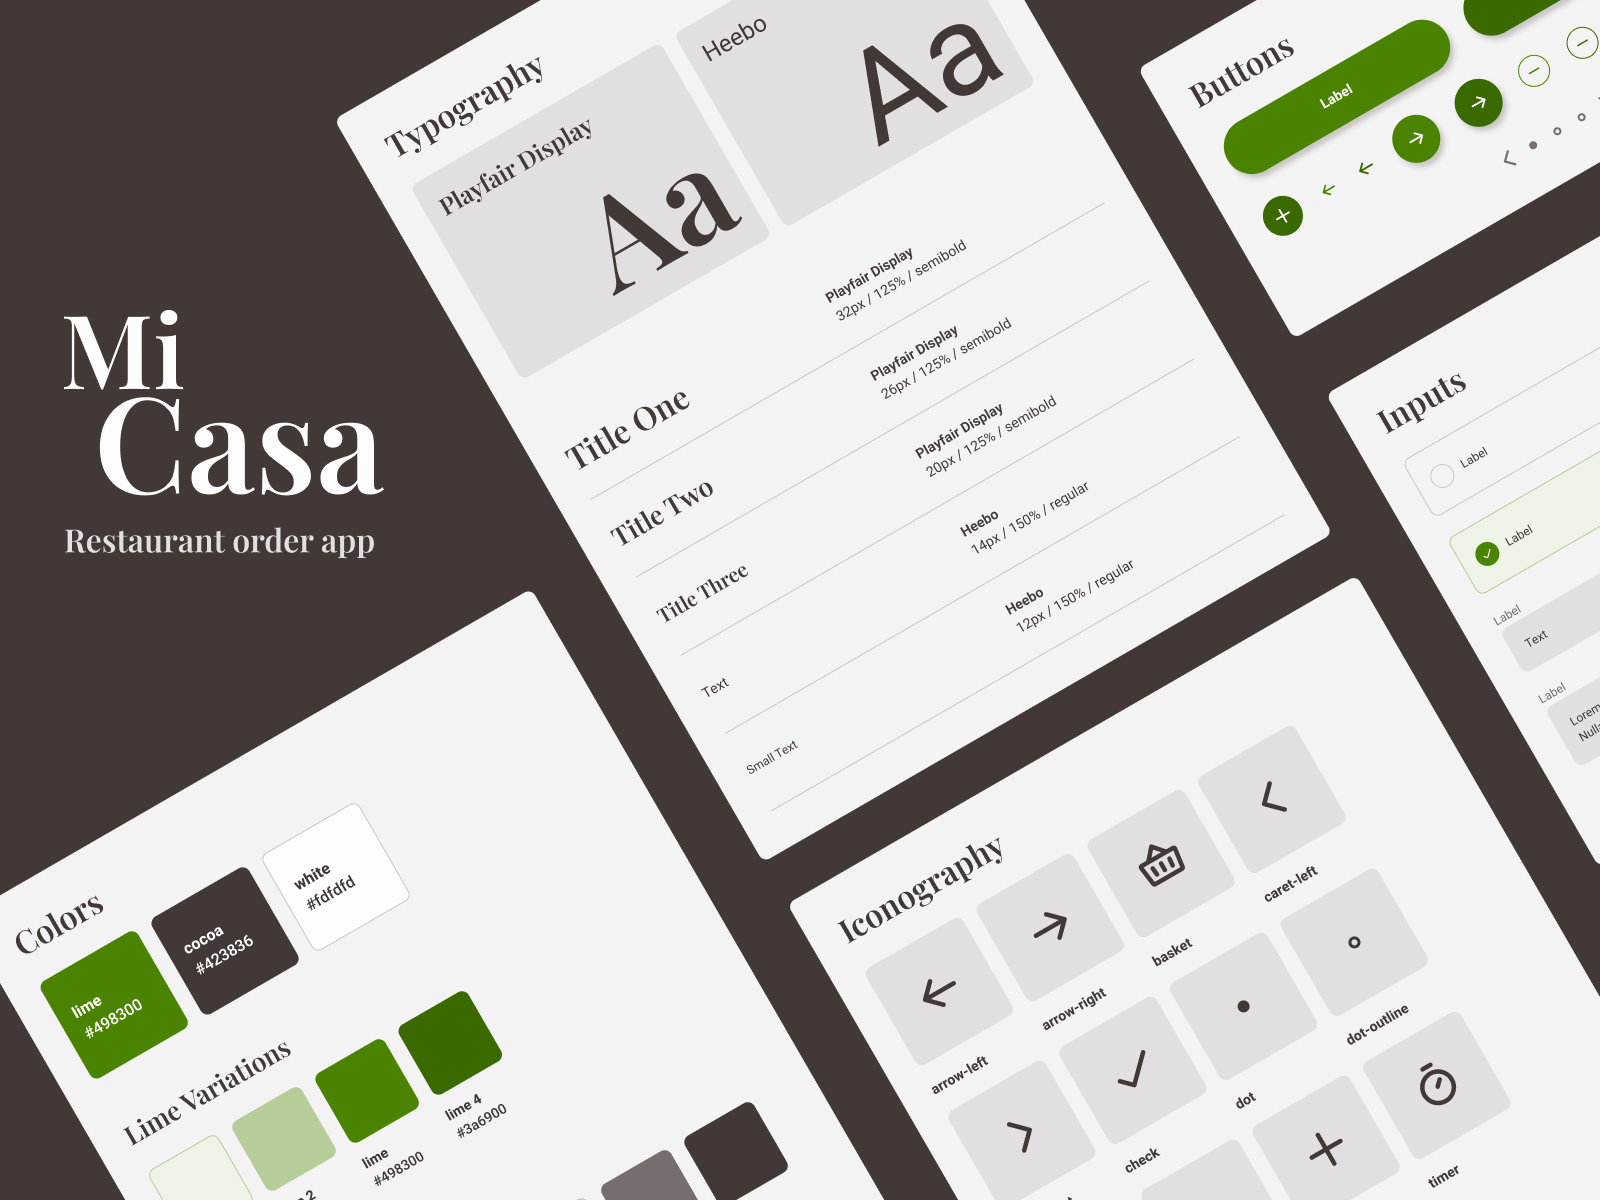 Mi
Casa
Restaurant order app
Typography
Playfair Display
Aa
Heebo
Aa
Title One
Playfair Display
32px / 125% / semibold
Title Two
Playfair Display
26px / 125% / semibold
Title Three
Playfair Display
20px / 125% / semibold
Text
Heebo
14px / 150% / regular
Small Text
Heebo
12px / 150% / regular
Buttons
Label
Inputs
Label
Label
Label
Text
Label
Lorem
Colors
lime
#498300
cocoa
#423836
white
#fdfdfd
Lime Variations
2
lime
#498300
lime 4
#3a6900
Iconography
arrow-left
arrow-right
basket
caret-left
check
dot
dot-outline
timer